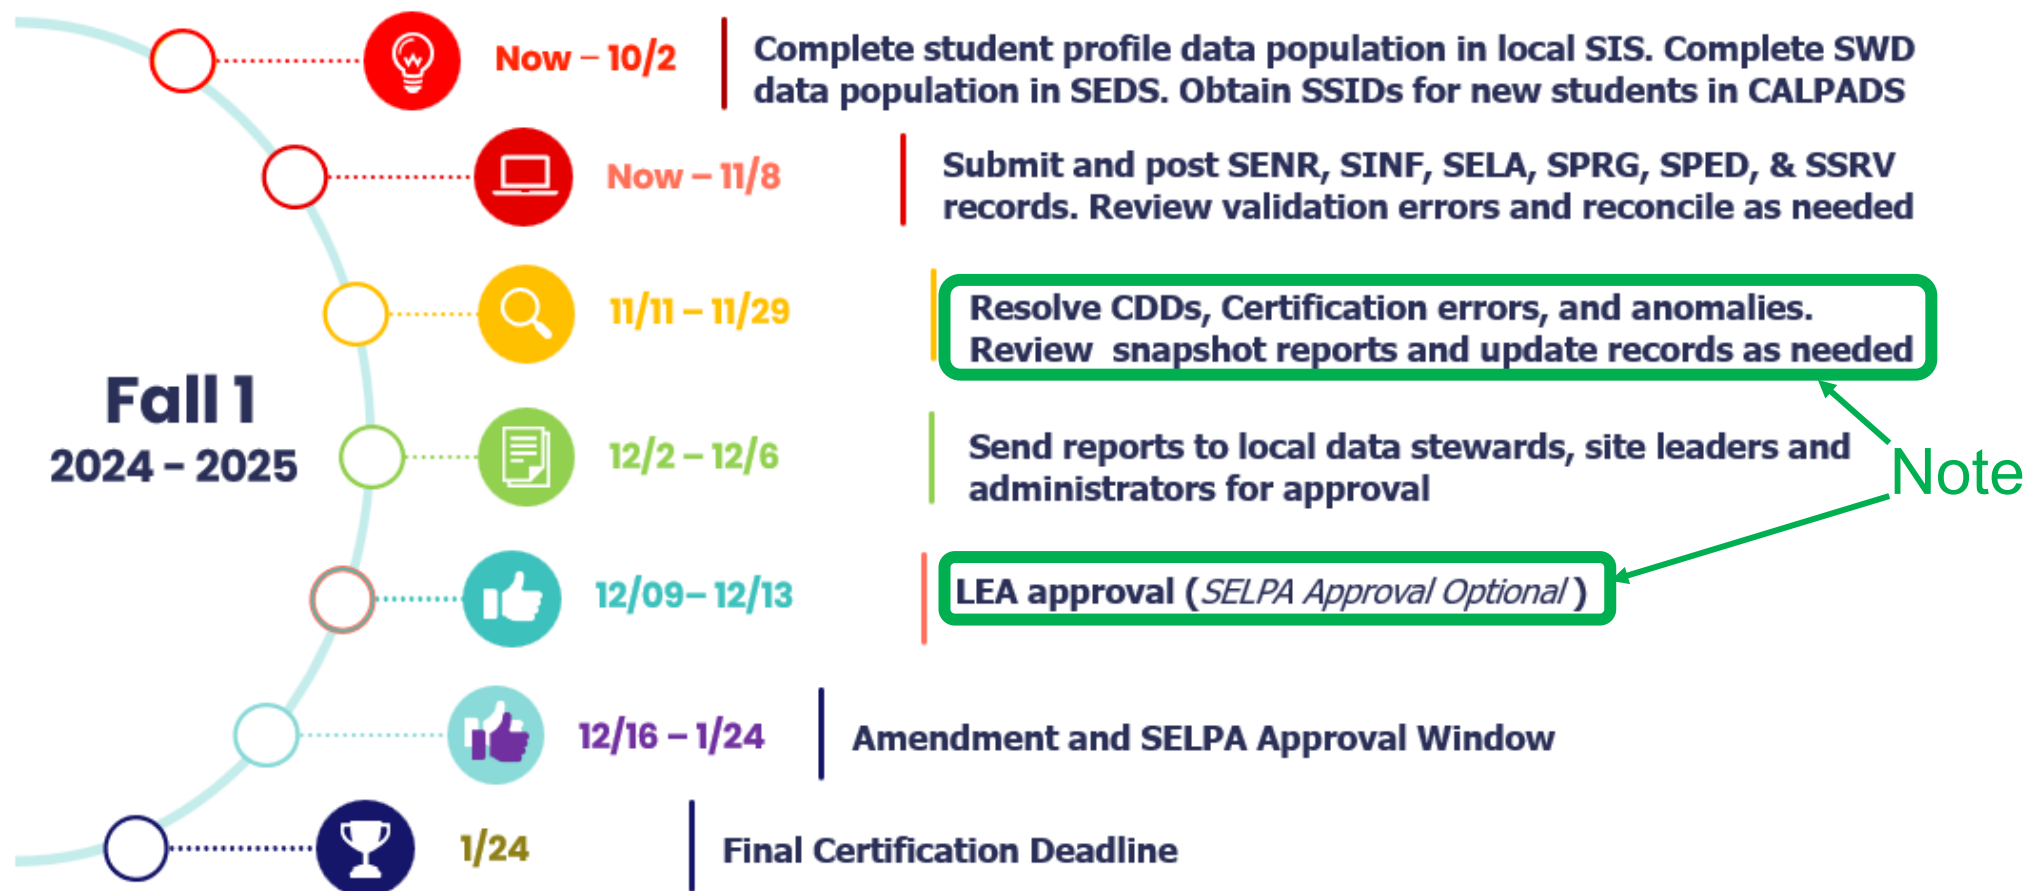 Now – 10/2
Complete student profile data population in local SIS. Complete SWD
data population in SEDS. Obtain SSIDs for new students in CALPADS
Now – 11/8
Submit and post SENR, SINF, SELA, SPRG, SPED, & SSRV
records. Review validation errors and reconcile as needed
11/11 – 11/29
Resolve CDDs, Certification errors, and anomalies.
Review snapshot reports and update records as needed
Fall 1
2024 – 2025
12/2 – 12/6
Send reports to local data stewards, site leaders and
administrators for approval
Note
12/09– 12/13
LEA approval (SELPA Approval Optional )
12/16 – 1/24
Amendment and SELPA Approval Window
1/24
Final Certification Deadline